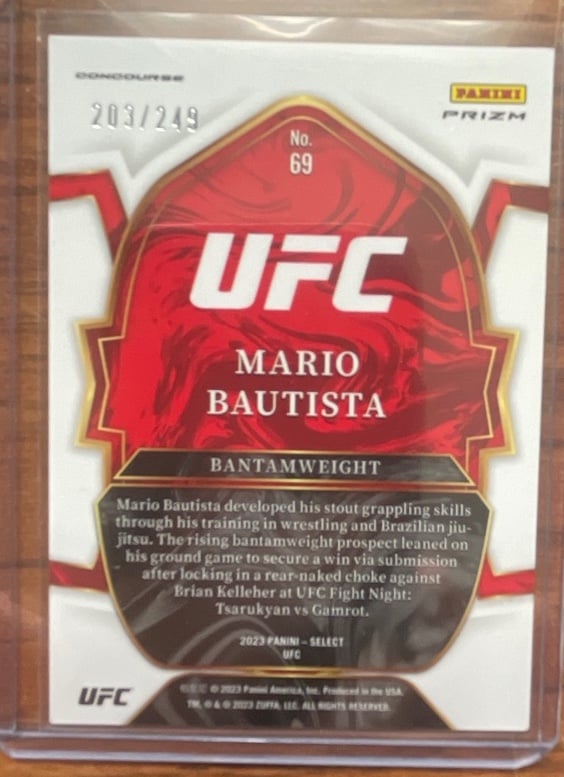 CONCOURSE
PANINI
PRIZM
203/249
No.
69
UFC
MARIO
BAUTISTA
BANTAMWEIGHT
Mario Bautista developed his stout grappling skills
through his training in wrestling and Brazilian jiu-
jitsu. The rising bantamweight prospect leaned on
his ground game to secure a win via submission
after locking in a rear-naked choke against
Brian Kelleher at UFC Fight Night:
Tsarukyan vs Gamrot.
2023 PANINI – SELECT
UFC
UFC
© 2023 Panini America, Inc. Produced in the USA.
TM, © & © 2023 ZUFFA, LLC. ALL RIGHTS RESERVED.